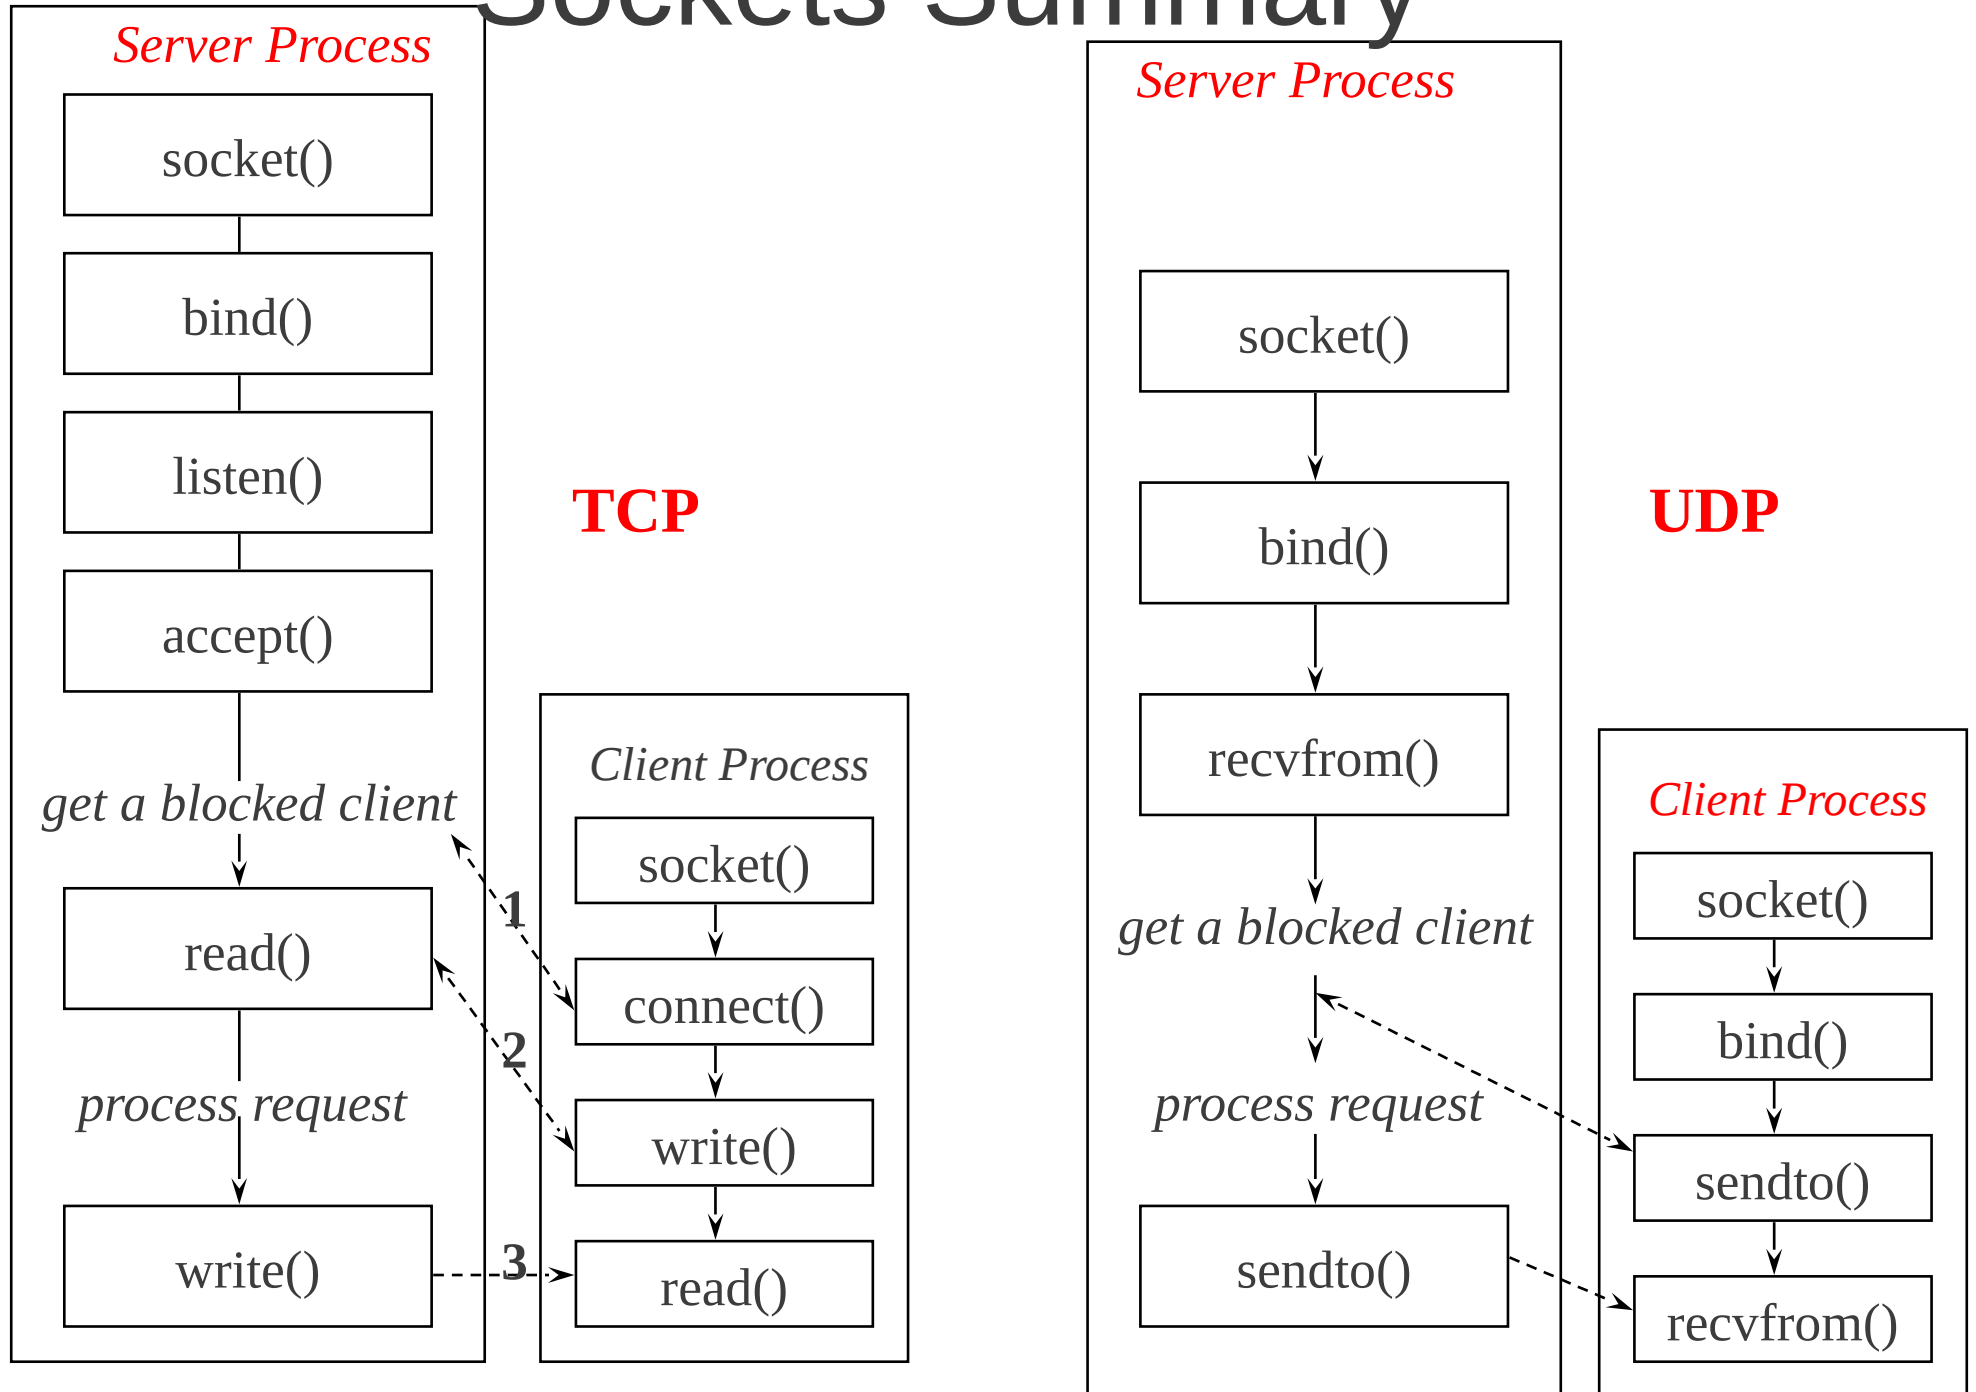 Sockets Summary
Server Process
socket()
bind()
listen()
accept()
get a blocked client
read()
process request
write()
TCP
1
2
3
Client Process
socket()
connect()
write()
read()
Server Process
socket()
bind()
recvfrom()
get a blocked client
process request
sendto()
UDP
Client Process
socket()
bind()
sendto()
recvfrom()